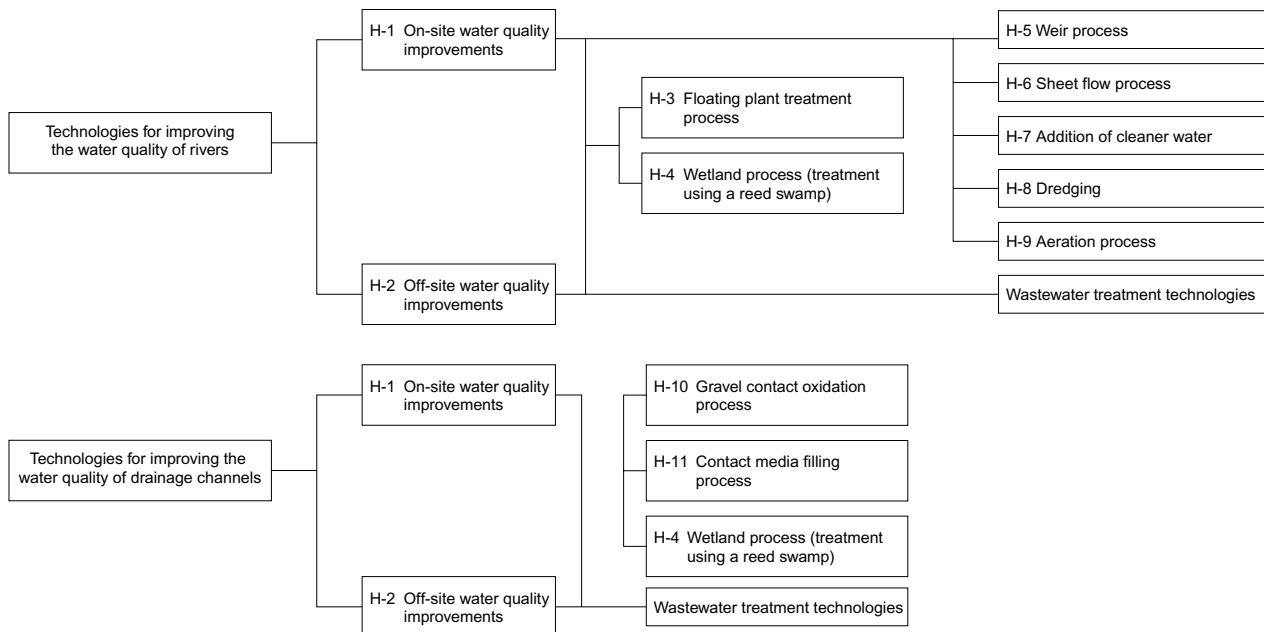 Technologies for improving
the water quality of rivers
H-1 On-site water quality
improvements
H-2 Off-site water quality
improvements
H-3 Floating plant treatment
process
H-4 Wetland process (treatment
using a reed swamp)
H-5 Weir process
H-6 Sheet flow process
H-7 Addition of cleaner water
H-8 Dredging
H-9 Aeration process
Wastewater treatment technologies
Technologies for improving the
water quality of drainage channels
H-1 On-site water quality
improvements
H-2 Off-site water quality
improvements
H-10 Gravel contact oxidation
process
H-11 Contact media filling
process
H-4 Wetland process (treatment
using a reed swamp)
Wastewater treatment technologies